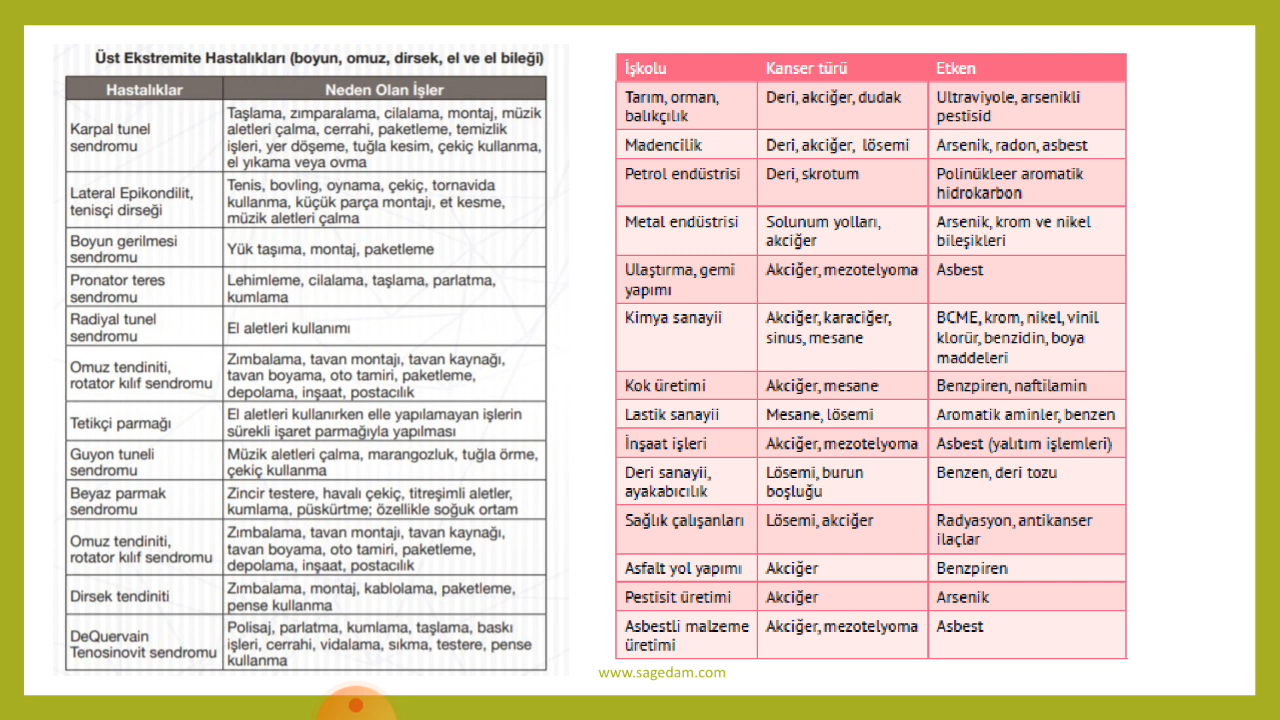 Üst Ekstremite Hastalıkları (boyun, omuz, dirsek, el ve el bileği)
Hastalıklar Neden Olan İşler
Karpal tunel
sendromu
Taşlama, zımparalama, cilalama, montaj, müzik
aletleri çalma, cerrahi, paketleme, temizlik
işleri, yer döşeme, tuğla kesim, çekiç kullanma,
el yıkama veya ovma
Lateral Epikondilit,
tenisçi dirseği
Tenis, bovling, oynama, çekiç, tornavida
kullanma, küçük parça montajı, et kesme,
müzik aletleri çalma
Boyun gerilmesi
sendromu
Yük taşıma, montaj, paketleme
Pronator teres
sendromu
Lehimleme, cilalama, taşlama, parlatma,
kumlama
Radiyal tunel
sendromu
El aletleri kullanımı
Omuz tendiniti,
rotator kılıf sendromu
Zımbalama, tavan montajı, tavan kaynağı,
tavan boyama, oto tamiri, paketleme,
depolama, inşaat, postacılık
Tetikçi parmağı
El aletleri kullanırken elle yapılamayan işlerin
sürekli işaret parmağıyla yapılması
Guyon tuneli
sendromu
Müzik aletleri çalma, marangozluk, tuğla örme,
çekiç kullanma
Beyaz parmak
sendromu
Zincir testere, havalı çekiç, titreşimli aletler,
kumlama, püskürtme; özellikle soğuk ortam
Omuz tendiniti,
rotator kılıf sendromu
Zımbalama, tavan montajı, tavan kaynağı,
tavan boyama, oto tamiri, paketleme,
depolama, inşaat, postacılık
Dirsek tendiniti
Zımbalama, montaj, kablolama, paketleme,
pense kullanma
DeQuervain
Tenosinovit sendromu
Polisaj, parlatma, kumlama, taşlama, baskı
işleri, cerrahi, vidalama, sıkma, testere, pense
kullanma
İşkolu Kanser türü Etken
Tarım, orman,
balıkçılık
Deri, akciğer, dudak
Ultraviyole, arsenikli
pestisid
Madencilik
Deri, akciğer, lösemi
Arsenik, radon, asbest
Petrol endüstrisi
Deri, skrotum
Polinükleer aromatik
hidrokarbon
Metal endüstrisi
Solunum yolları,
akciğer
Arsenik, krom ve nikel
bileşikleri
Ulaştırma, gemi
yapımı
Akciğer, mezotelyoma
Asbest
Kimya sanayii
Akciğer, karaciğer,
sinus, mesane
BCME, krom, nikel, vinil
klorür, benzidin, boya
maddeleri
Kok üretimi
Akciğer, mesane
Benzpiren, naftilamin
Lastik sanayii
Mesane, lösemi
Aromatik aminler, benzen
İnşaat işleri
Akciğer, mezotelyoma
Asbest (yalıtım işlemleri)
Deri sanayii,
ayakabıcılık
Lösemi, burun
boşluğu
Benzen, deri tozu
Sağlık çalışanları
Lösemi, akciğer
Radyasyon, antikanser
ilaçlar
Asfalt yol yapımı
Akciğer
Benzpiren
Pestisit üretimi
Akciğer
Arsenik
Asbestli malzeme
üretimi
Akciğer, mezotelyoma
Asbest
www.sagedam.com